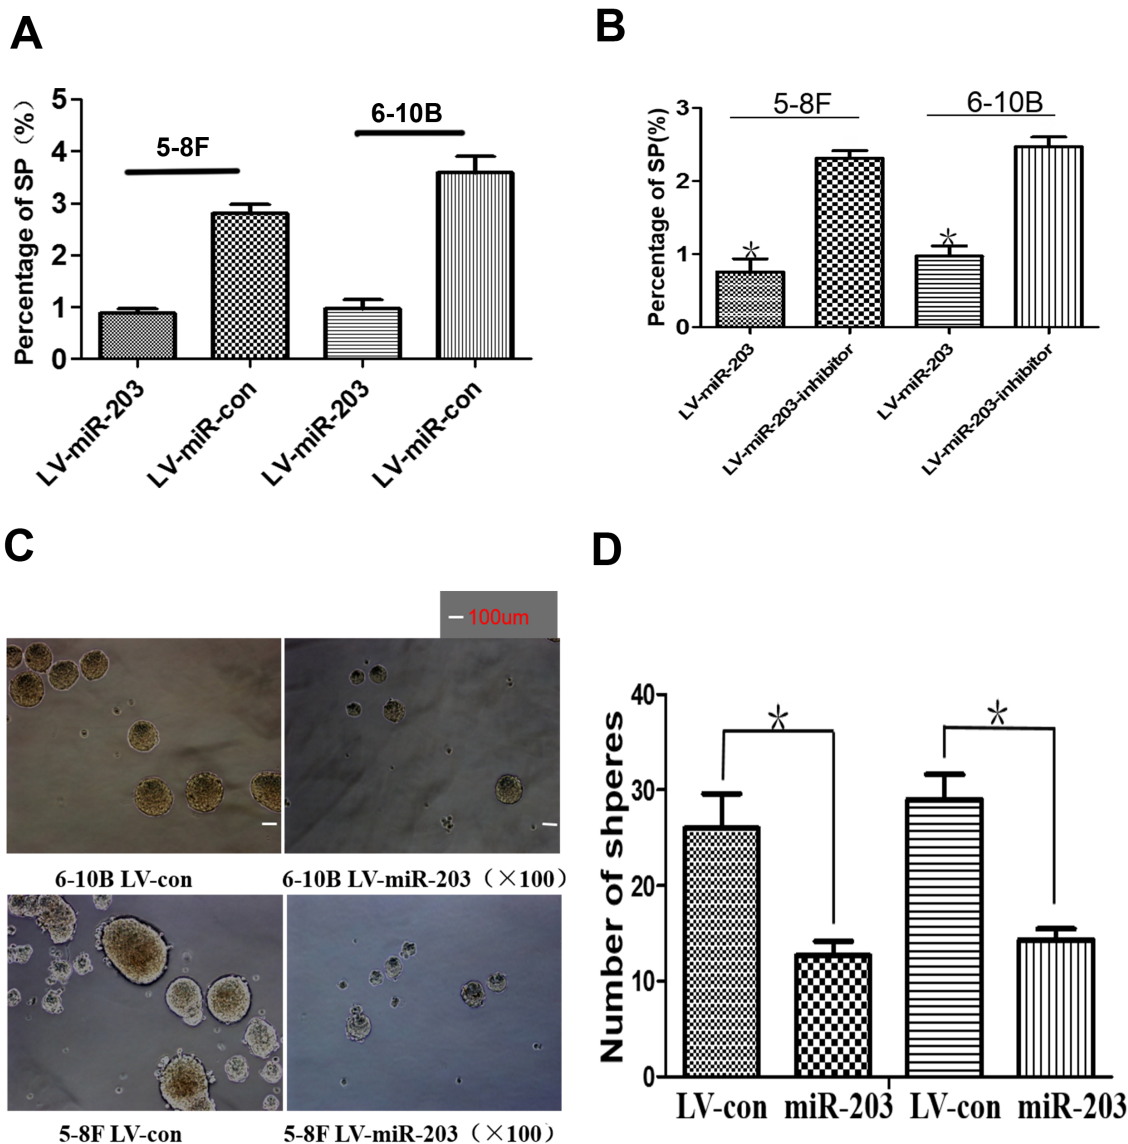 A
Percentage of SP（%）
5
4
3
2
1
0
5-8F
6-10B
LV-miR-203
LV-miR-con
LV-miR-203
LV-miR-con
B
Percentage of SP(%)
3
2
1
0
5-8F
6-10B
*
*
LV-miR-203
LV-miR-203-inhibitor
LV-miR-203
LV-miR-203-inhibitor
C
100um
6-10B LV-con
6-10B LV-miR-203（×100）
5-8F LV-con
5-8F LV-miR-203（×100）
D
Number of shperes
40
30
20
10
0
*
*
LV-con miR-203 LV-con miR-203